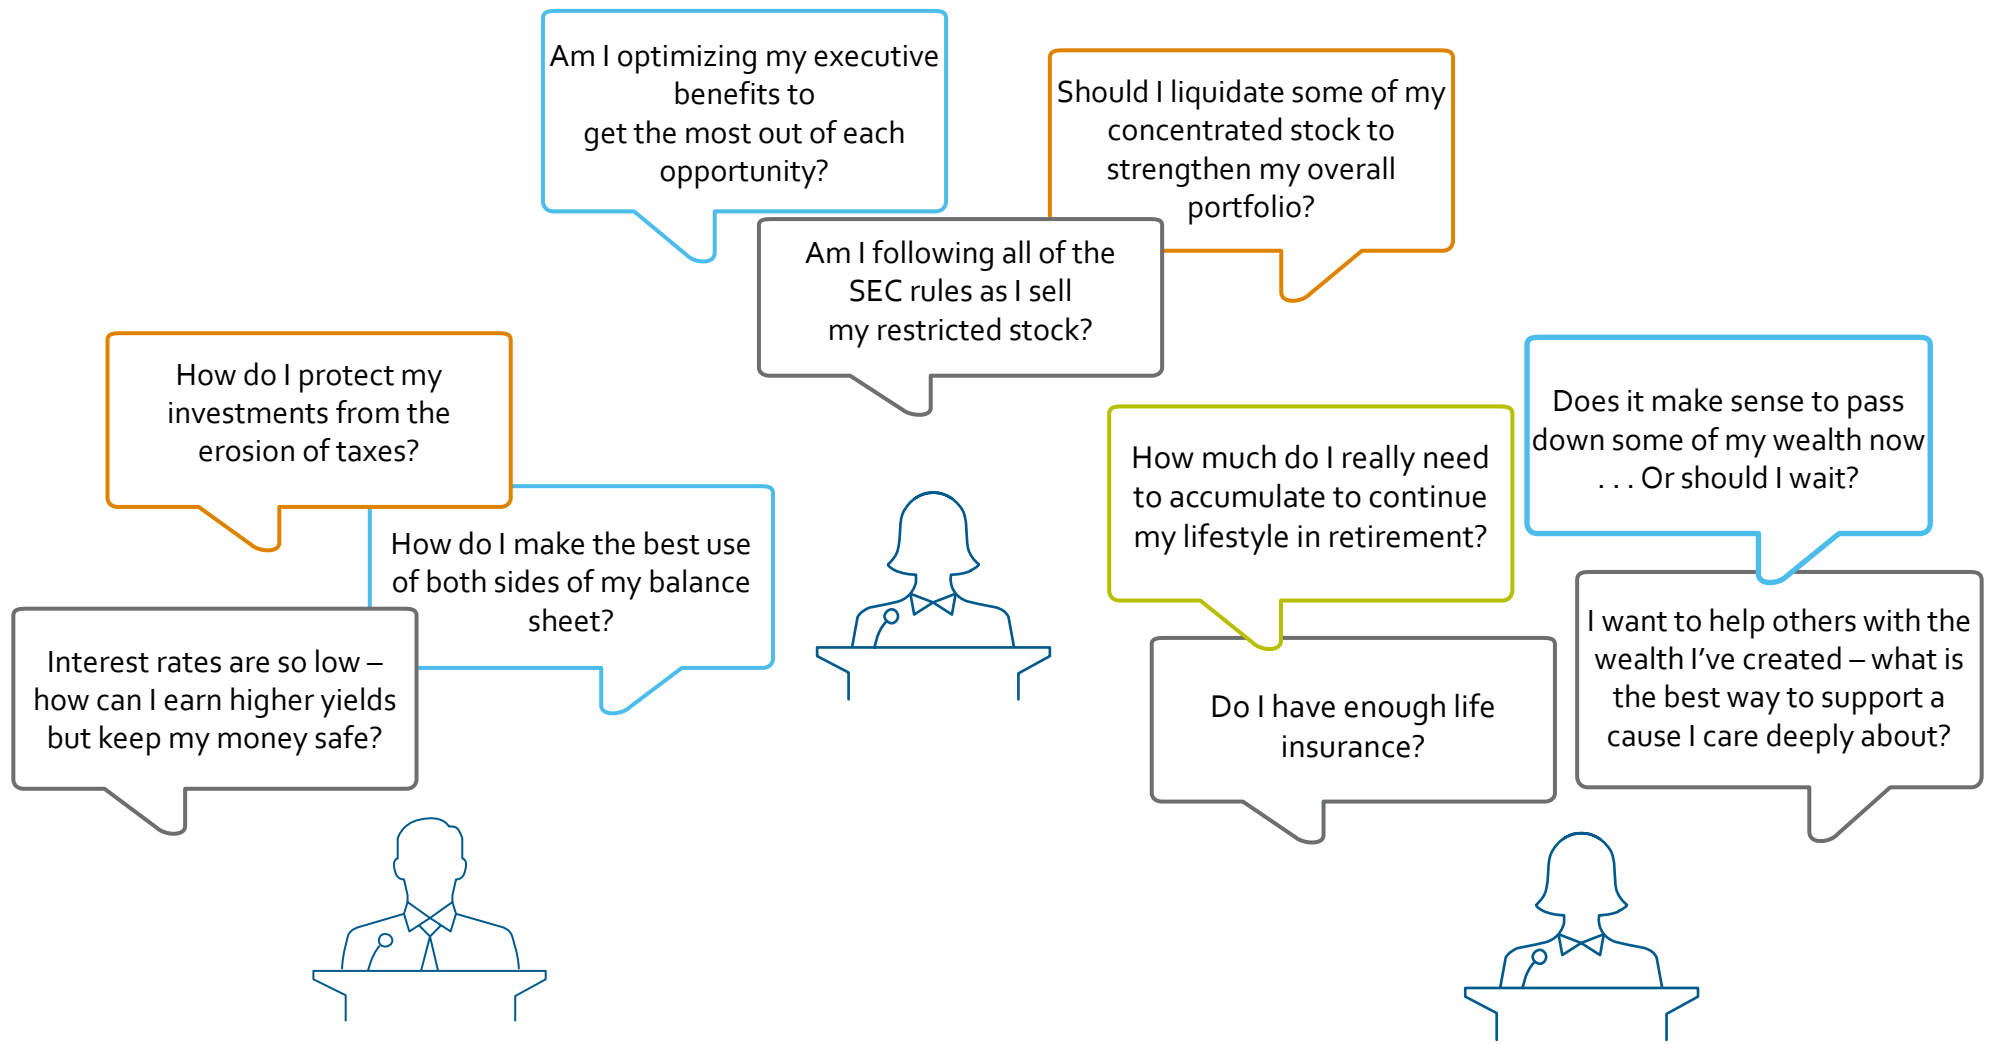 Am I optimizing my executive
benefits to
get the most out of each
opportunity?
Should I liquidate some of my
concentrated stock to
strengthen my overall
portfolio?
Am I following all of the
SEC rules as I sell
my restricted stock?
How do I protect my
investments from the
erosion of taxes?
How do I make the best use
of both sides of my balance
sheet?
Interest rates are so low –
how can I earn higher yields
but keep my money safe?
How much do I really need
to accumulate to continue
my lifestyle in retirement?
Does it make sense to pass
down some of my wealth now
. . . Or should I wait?
Do I have enough life
insurance?
I want to help others with the
wealth I’ve created – what is
the best way to support a
cause I care deeply about?